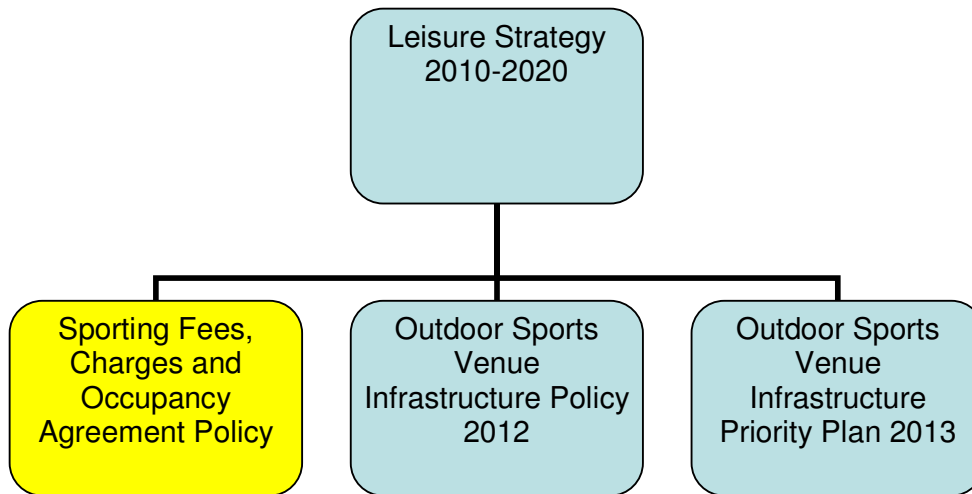 Leisure Strategy
2010-2020
Sporting Fees,
Charges and
Occupancy
Agreement Policy
Outdoor Sports
Venue
Infrastructure Policy
2012
Outdoor Sports
Venue
Infrastructure
Priority Plan 2013